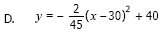 D. y = - 2/45 (x - 30)² + 40